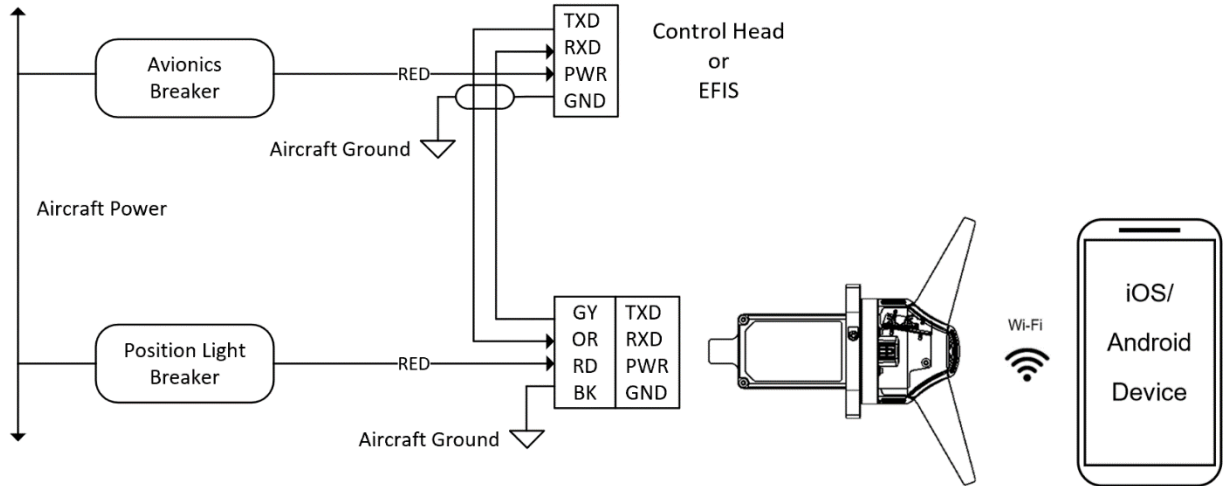 TXD
RXD
PWR
GND
Control Head
or
EFIS
Avionics
Breaker
RED
Aircraft Ground
Aircraft Power
GY TXD
OR RXD
RD PWR
BK GND
Position Light
Breaker
RED
Aircraft Ground
Wi-Fi
iOS/
Android
Device